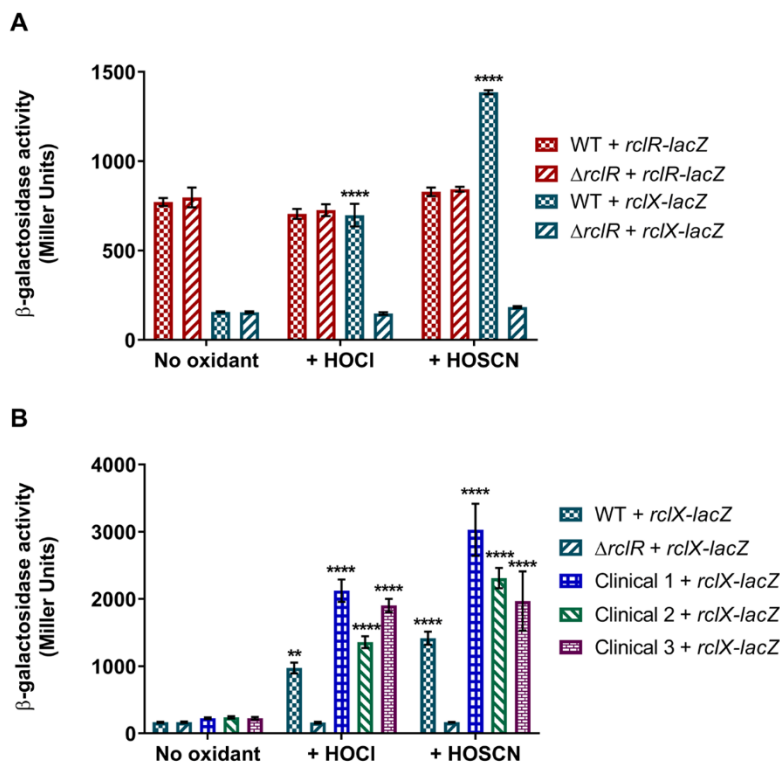 A
β-galactosidase activity
(Miller Units)
1500
1000
500
0
****
****
No oxidant
+ HOCl
+ HOSCN
WT + rclR-lacZ
ΔrclR + rclR-lacZ
WT + rclX-lacZ
ΔrclR + rclX-lacZ
B
β-galactosidase activity
(Miller Units)
4000
3000
2000
1000
0
**
****
****
****
****
****
****
****
No oxidant
+ HOCl
+ HOSCN
WT + rclX-lacZ
ΔrclR + rclX-lacZ
Clinical 1 + rclX-lacZ
Clinical 2 + rclX-lacZ
Clinical 3 + rclX-lacZ